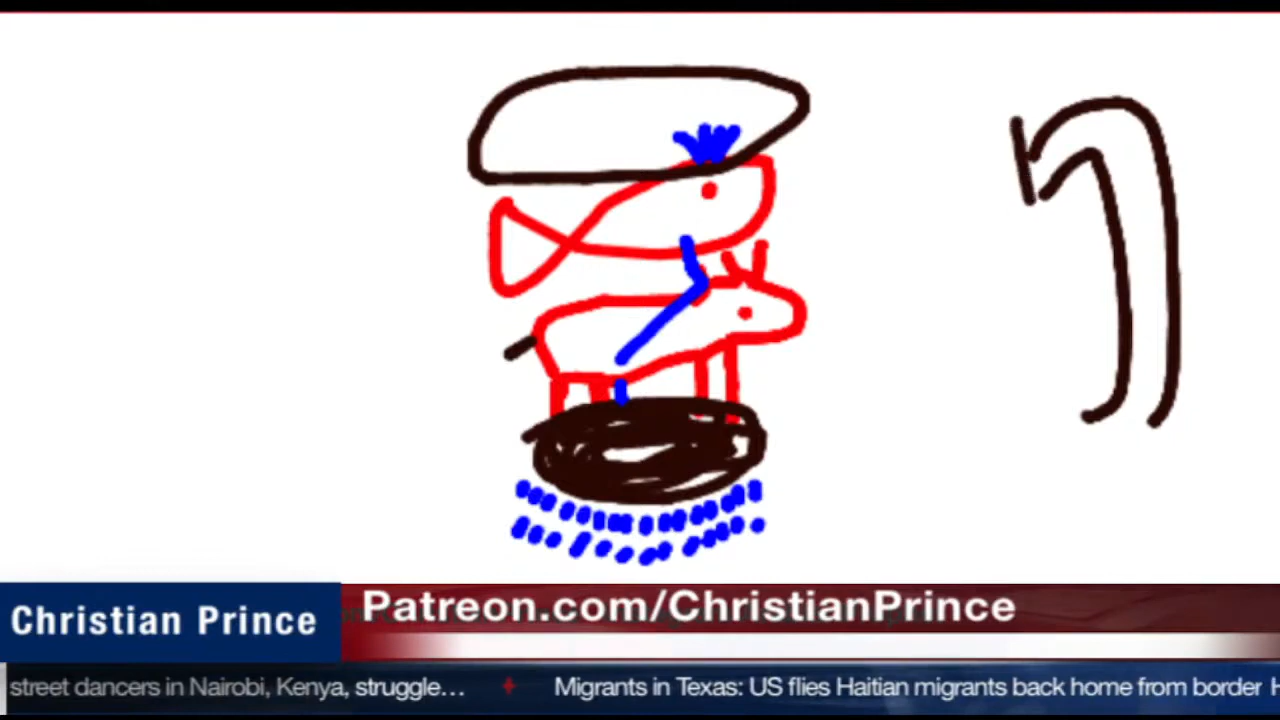 Christian Prince
Patreon.com/ChristianPrince
street dancers in Nairobi, Kenya, struggle... Migrants in Texas: US flies Haitian migrants back home from border